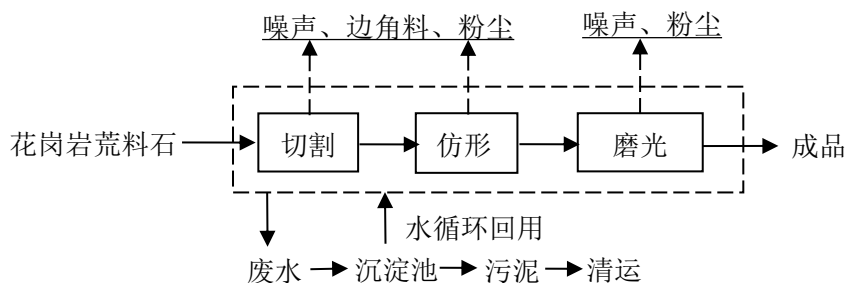 噪声、边角料、粉尘
噪声、粉尘
花岗岩荒料石
切割
仿形
磨光
成品
水循环回用
废水
沉淀池
污泥
清运